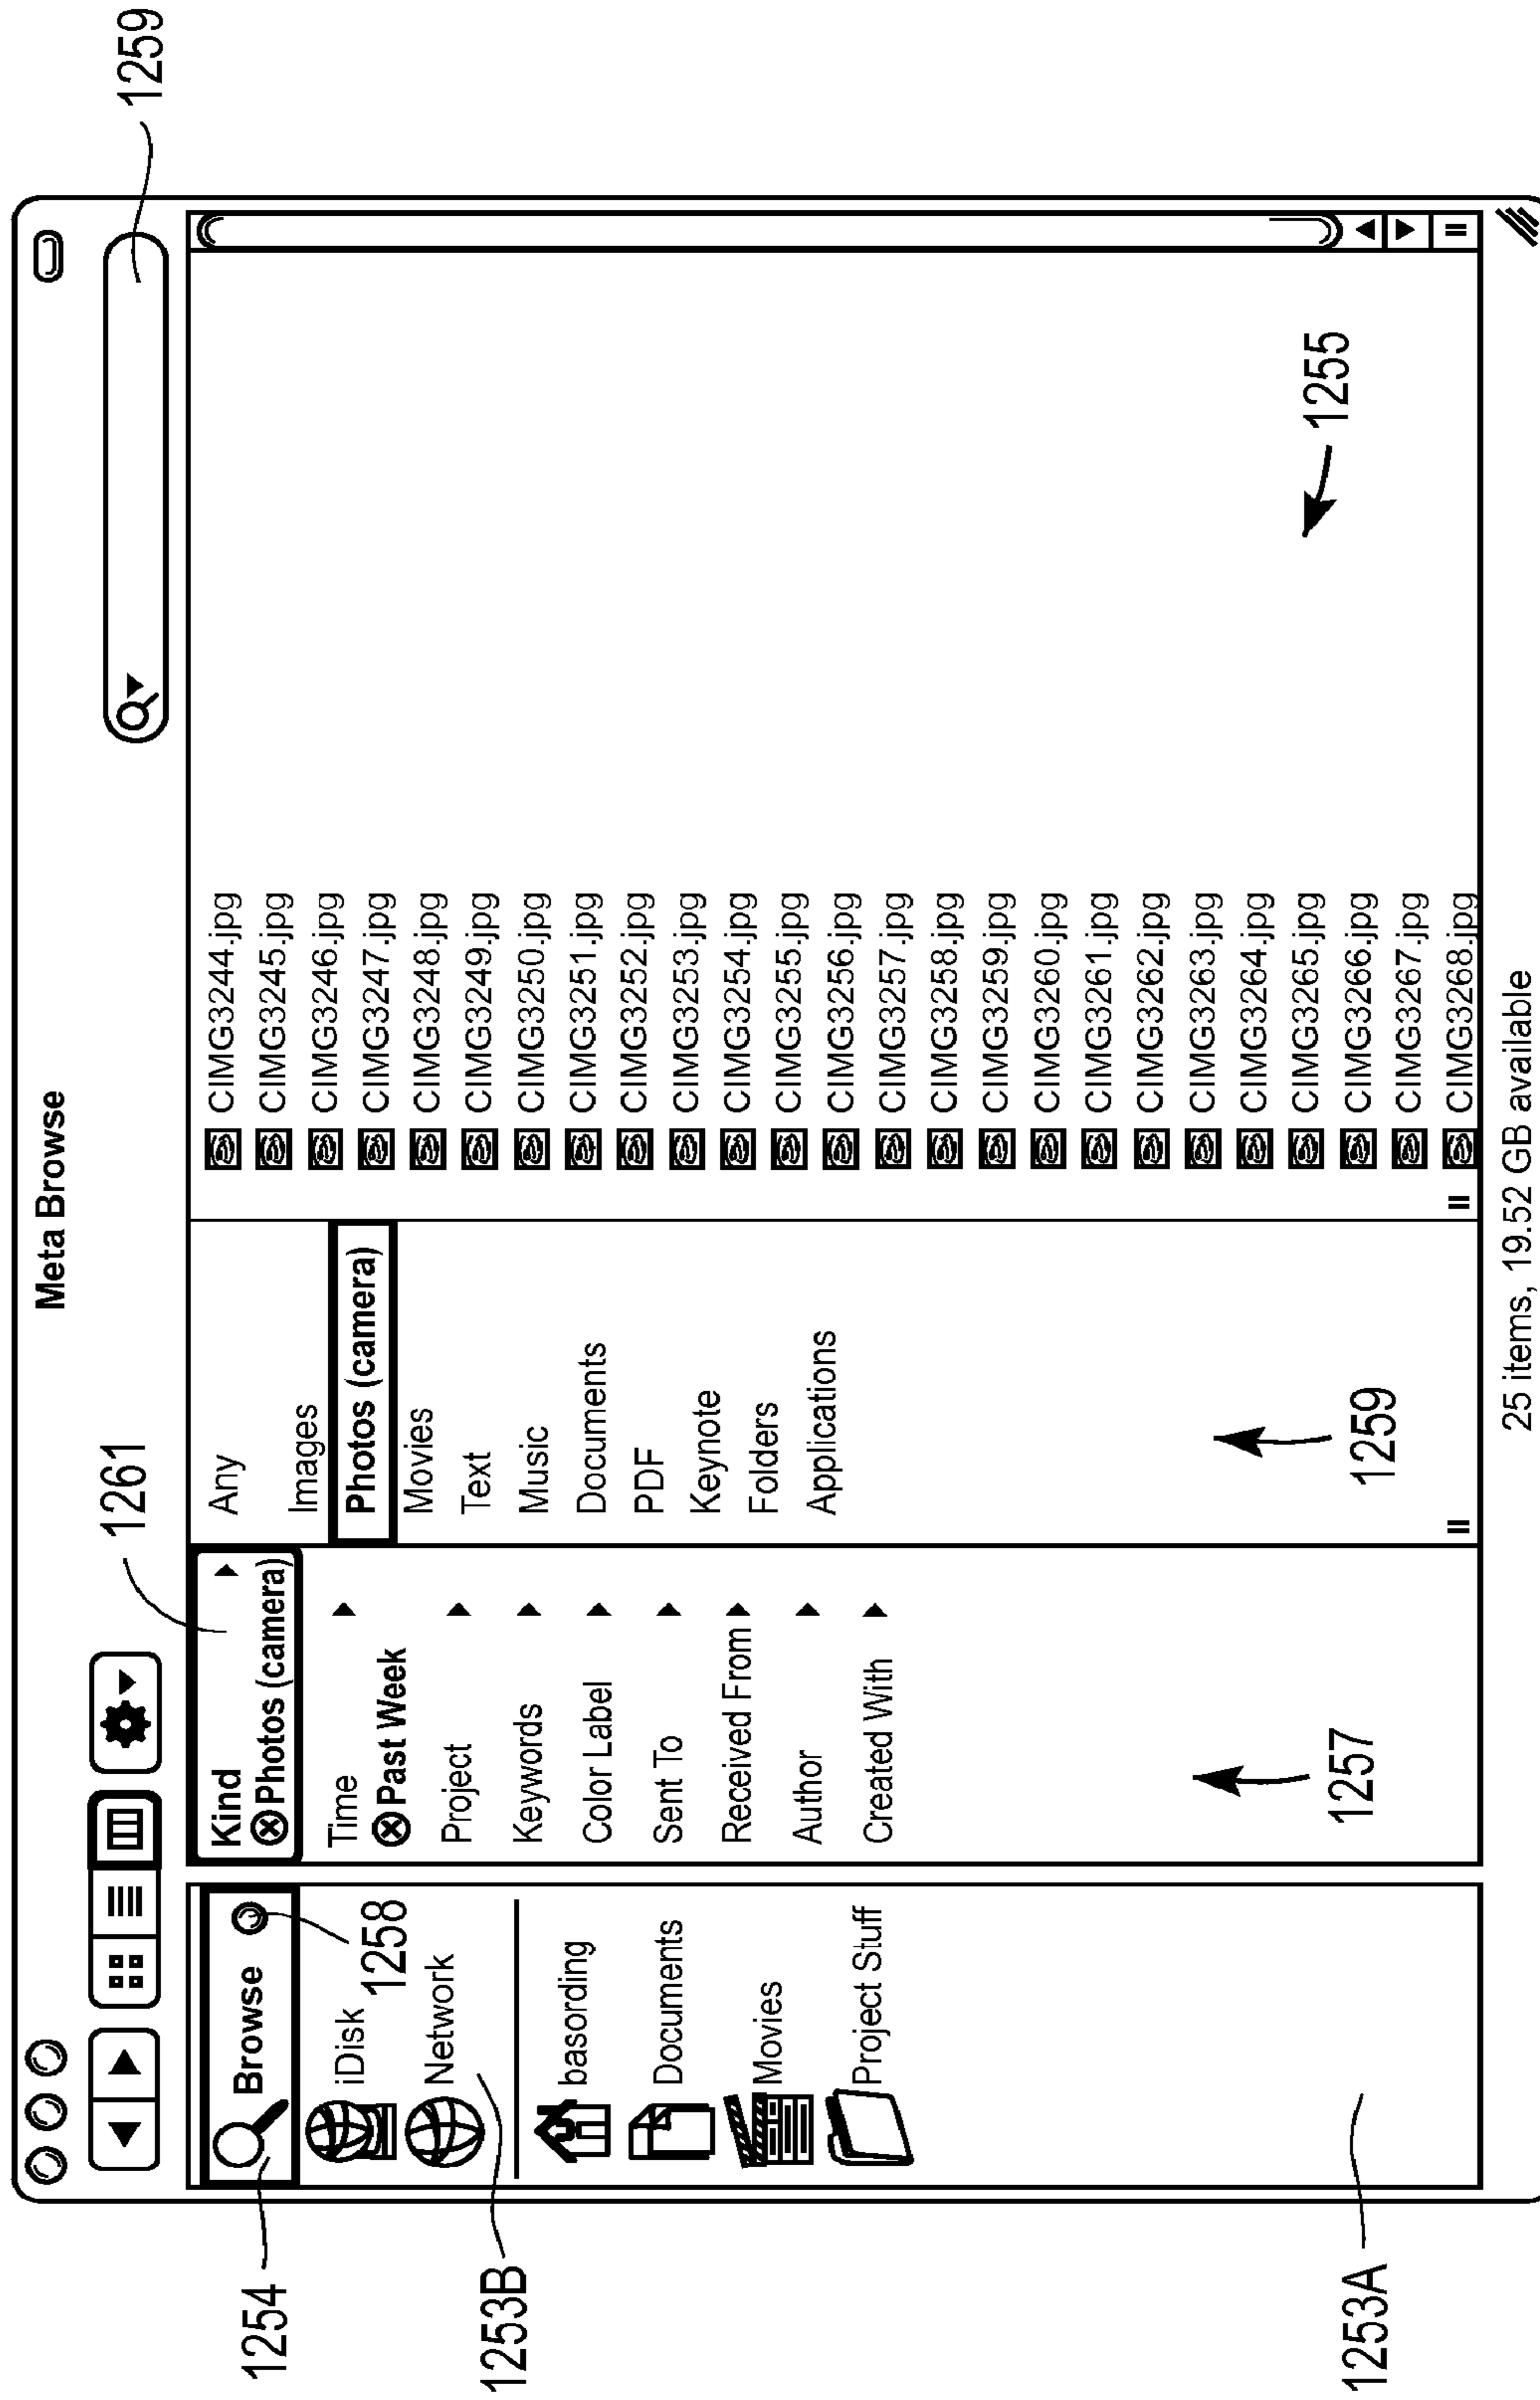 Meta Browse
1259
1261
1254
Browse
1258
iDisk
Network
1253B
basording
Documents
Movies
Project Stuff
1253A
Kind
Photos (camera)
Time
Past Week
Project
Keywords
Color Label
Sent To
Received From
Author
Created With
1257
Any
Images
Photos (camera)
Movies
Text
Music
Documents
PDF
Keynote
Folders
Applications
1259
CIMG3244.jpg
CIMG3245.jpg
CIMG3246.jpg
CIMG3247.jpg
CIMG3248.jpg
CIMG3249.jpg
CIMG3250.jpg
CIMG3251.jpg
CIMG3252.jpg
CIMG3253.jpg
CIMG3254.jpg
CIMG3255.jpg
CIMG3256.jpg
CIMG3257.jpg
CIMG3258.jpg
CIMG3259.jpg
CIMG3260.jpg
CIMG3261.jpg
CIMG3262.jpg
CIMG3263.jpg
CIMG3264.jpg
CIMG3265.jpg
CIMG3266.jpg
CIMG3267.jpg
CIMG3268.jpg
1255
25 items, 19.52 GB available